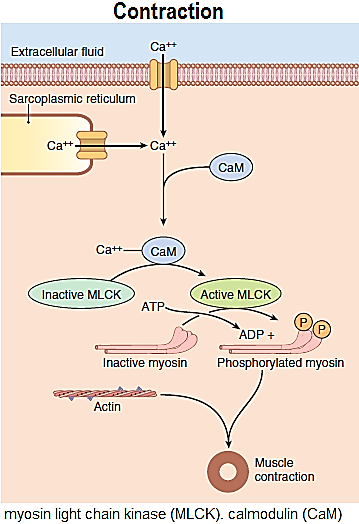 Contraction
Ca++
Extracellular fluid
Sarcoplasmic reticulum
Ca++
Ca++
CaM
Ca++
CaM
Inactive MLCK
Active MLCK
ATP
ADP +
P
P
Inactive myosin
Phosphorylated myosin
Actin
Muscle
contraction
myosin light chain kinase (MLCK). calmodulin (CaM)